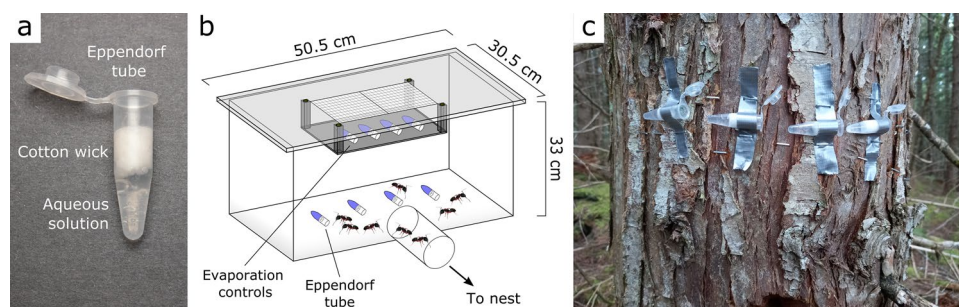 a
Eppendorf
tube
Cotton wick
Aqueous
solution
b
50.5 cm
30.5 cm
33 cm
Evaporation
controls
Eppendorf
tube
To nest
c